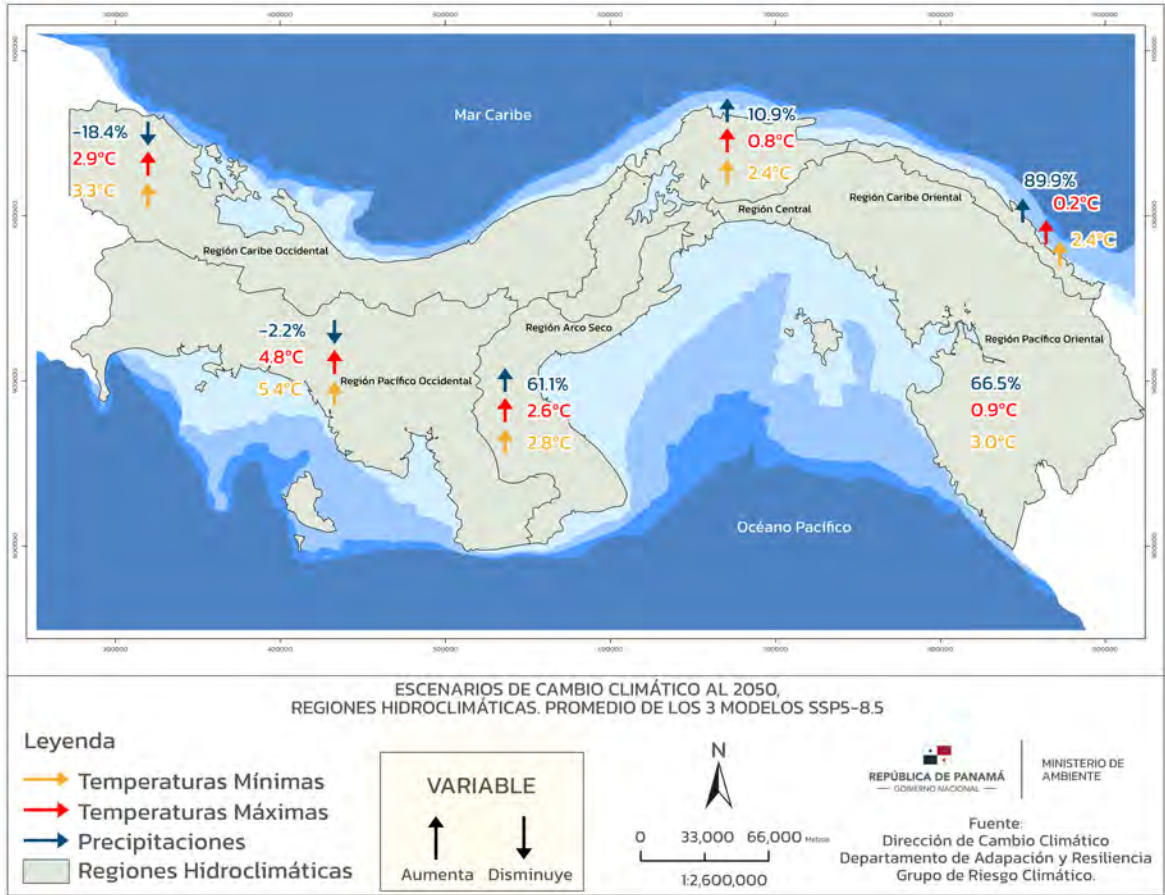 Mar Caribe
-18.4%
2.9°C
3.3°C
10.9%
0.8°C
2.4°C
89.9%
0.2°C
2.4°C
Región Caribe Oriental
Región Central
Región Caribe Occidental
Región Arco Seco
-2.2%
4.8°C
5.4°C
Región Pacífico Occidental
61.1%
2.6°C
2.8°C
Región Pacífico Oriental
66.5%
0.9°C
3.0°C
Océano Pacífico
ESCENARIOS DE CAMBIO CLIMÁTICO AL 2050,
REGIONES HIDROCLIMÁTICAS. PROMEDIO DE LOS 3 MODELOS SSP5-8.5
Leyenda
Temperaturas Mínimas
Temperaturas Máximas
Precipitaciones
Regiones Hidroclimáticas
VARIABLE
Aumenta Disminuye
N
0 33,000 66,000 Metros
1:2,600,000
REPÚBLICA DE PANAMÁ
— GOBIERNO NACIONAL —
MINISTERIO DE
AMBIENTE
Fuente:
Dirección de Cambio Climático
Departamento de Adapación y Resiliencia
Grupo de Riesgo Climático.